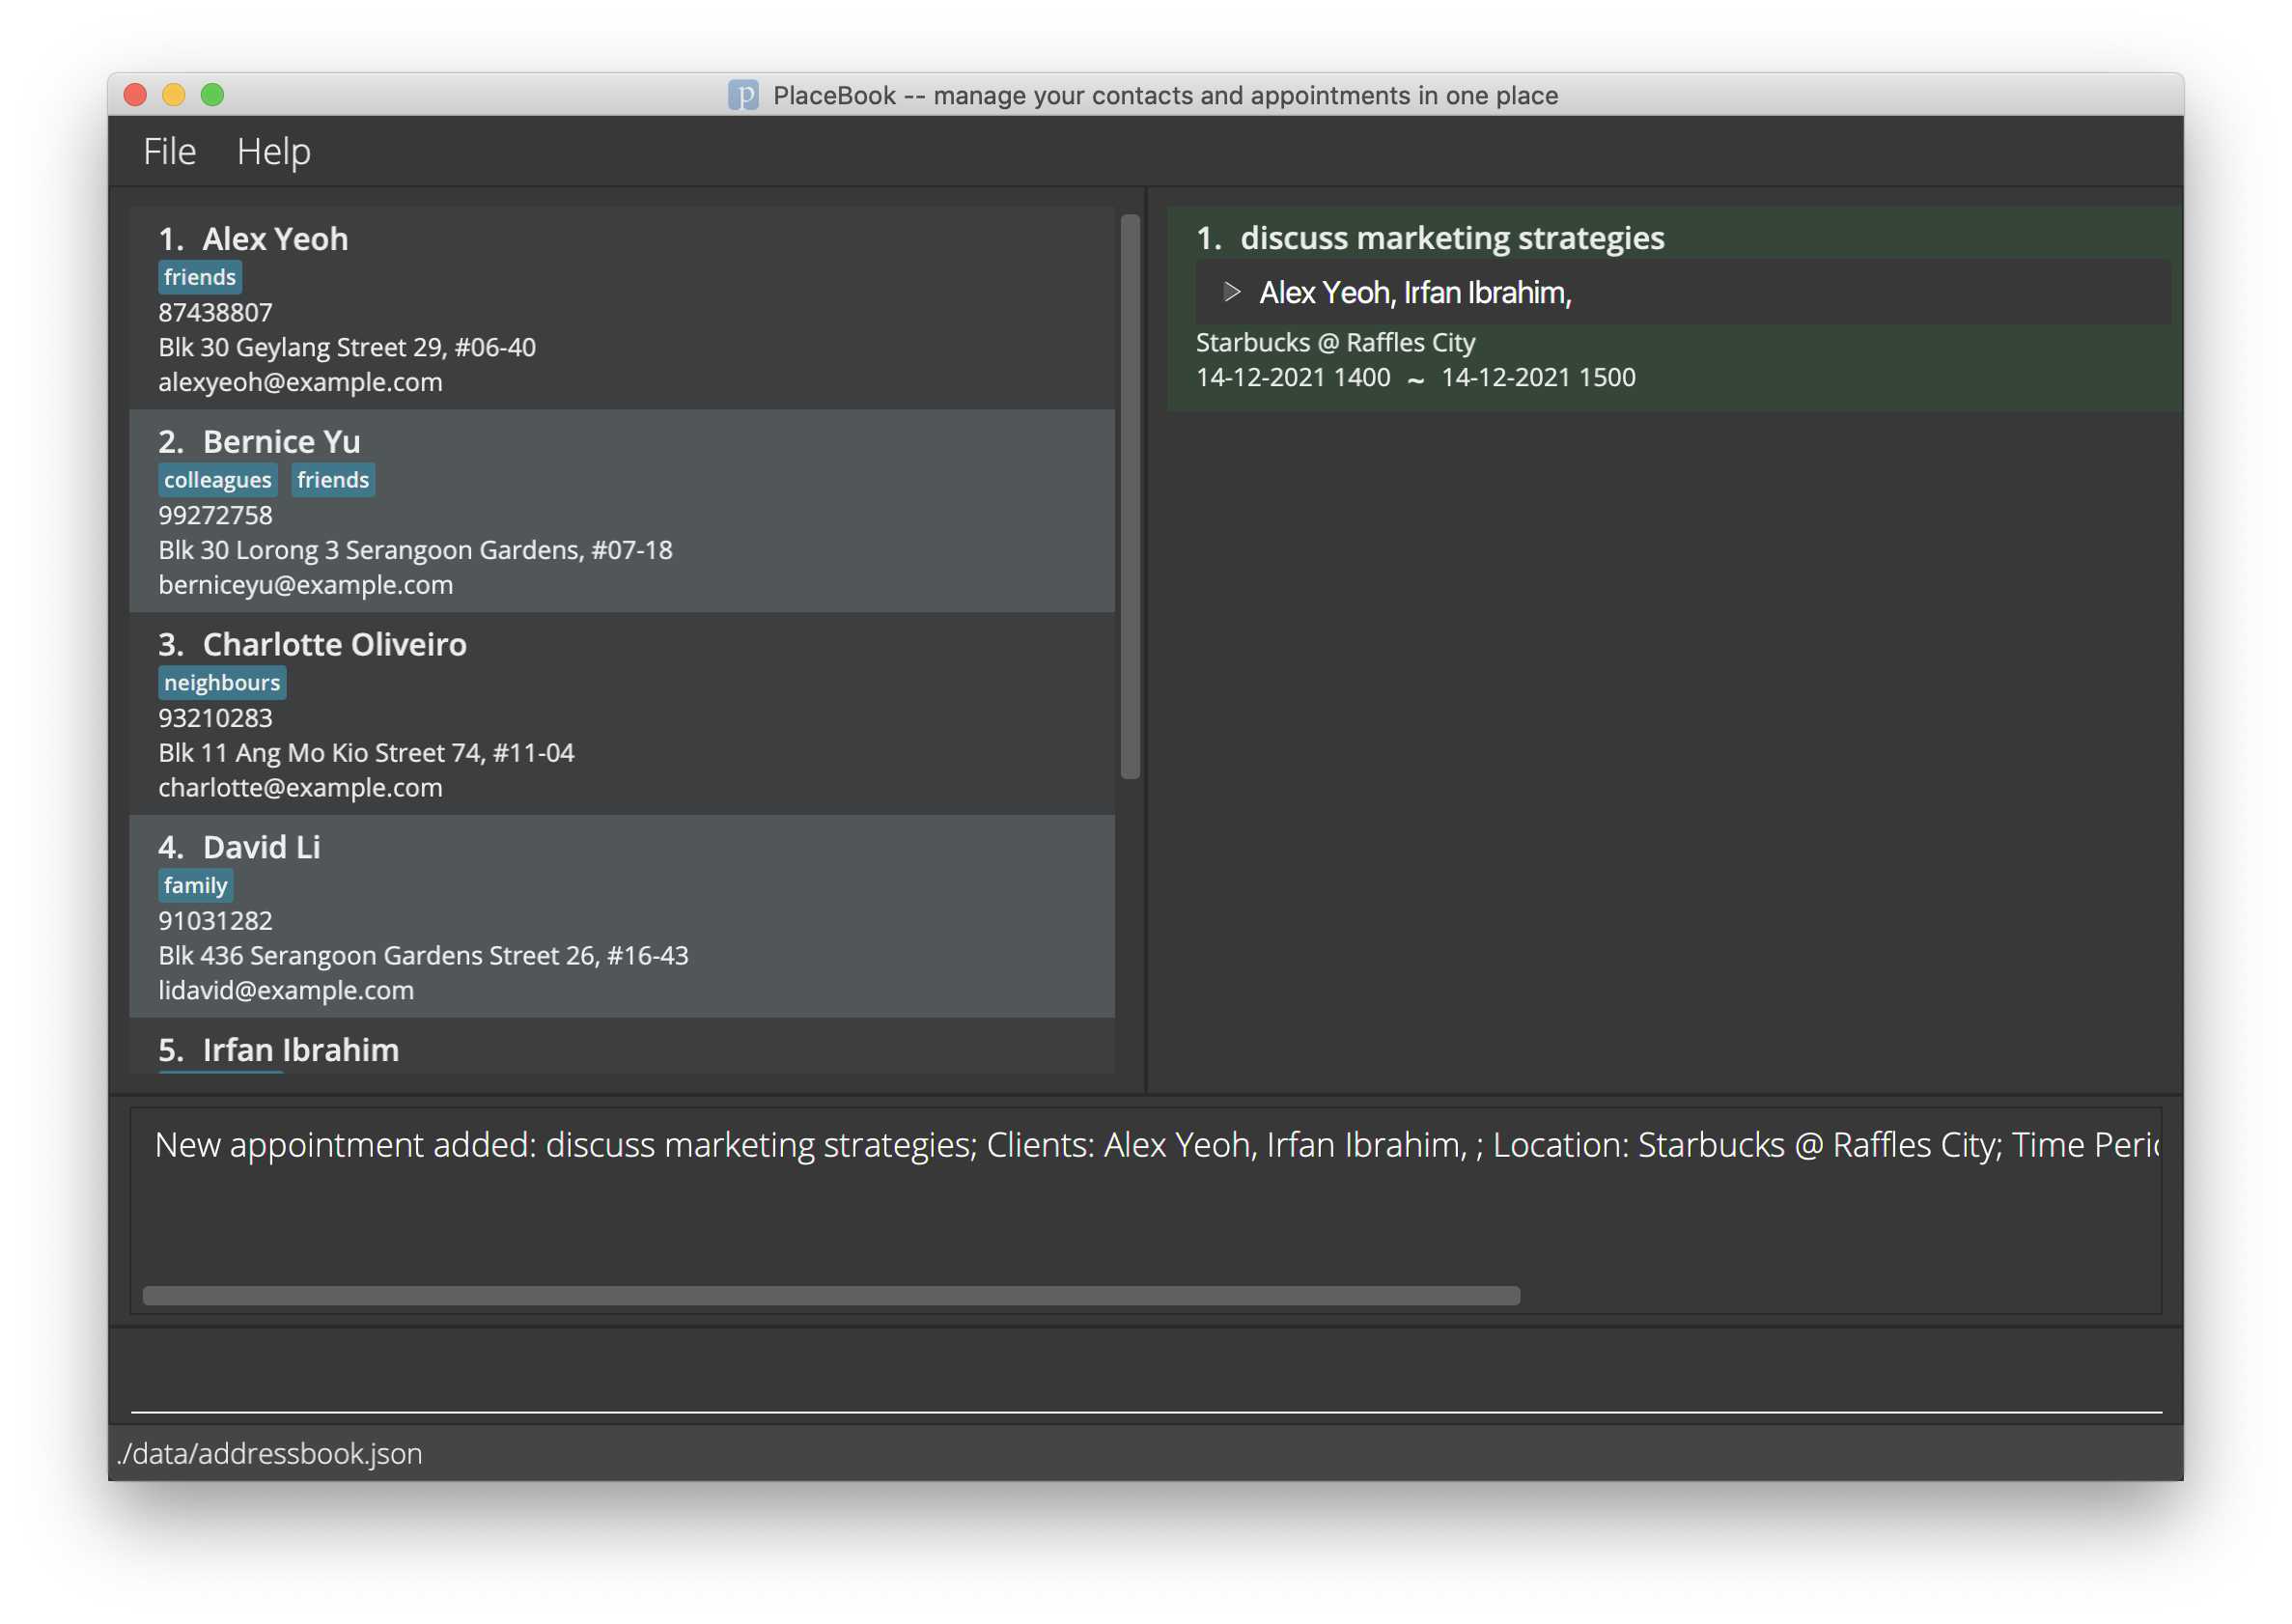 p PlaceBook -- manage your contacts and appointments in one place
File Help
1. Alex Yeoh
friends
87438807
Blk 30 Geylang Street 29, #06-40
alexyeoh@example.com
2. Bernice Yu
colleagues friends
99272758
Blk 30 Lorong 3 Serangoon Gardens, #07-18
berniceyu@example.com
3. Charlotte Oliveiro
neighbours
93210283
Blk 11 Ang Mo Kio Street 74, #11-04
charlotte@example.com
4. David Li
family
91031282
Blk 436 Serangoon Gardens Street 26, #16-43
lidavid@example.com
5. Irfan Ibrahim
1. discuss marketing strategies
Alex Yeoh, Irfan Ibrahim,
Starbucks @ Raffles City
14-12-2021 1400 ~ 14-12-2021 1500
New appointment added: discuss marketing strategies; Clients: Alex Yeoh, Irfan Ibrahim, ; Location: Starbucks @ Raffles City; Time Peri
./data/addressbook.json